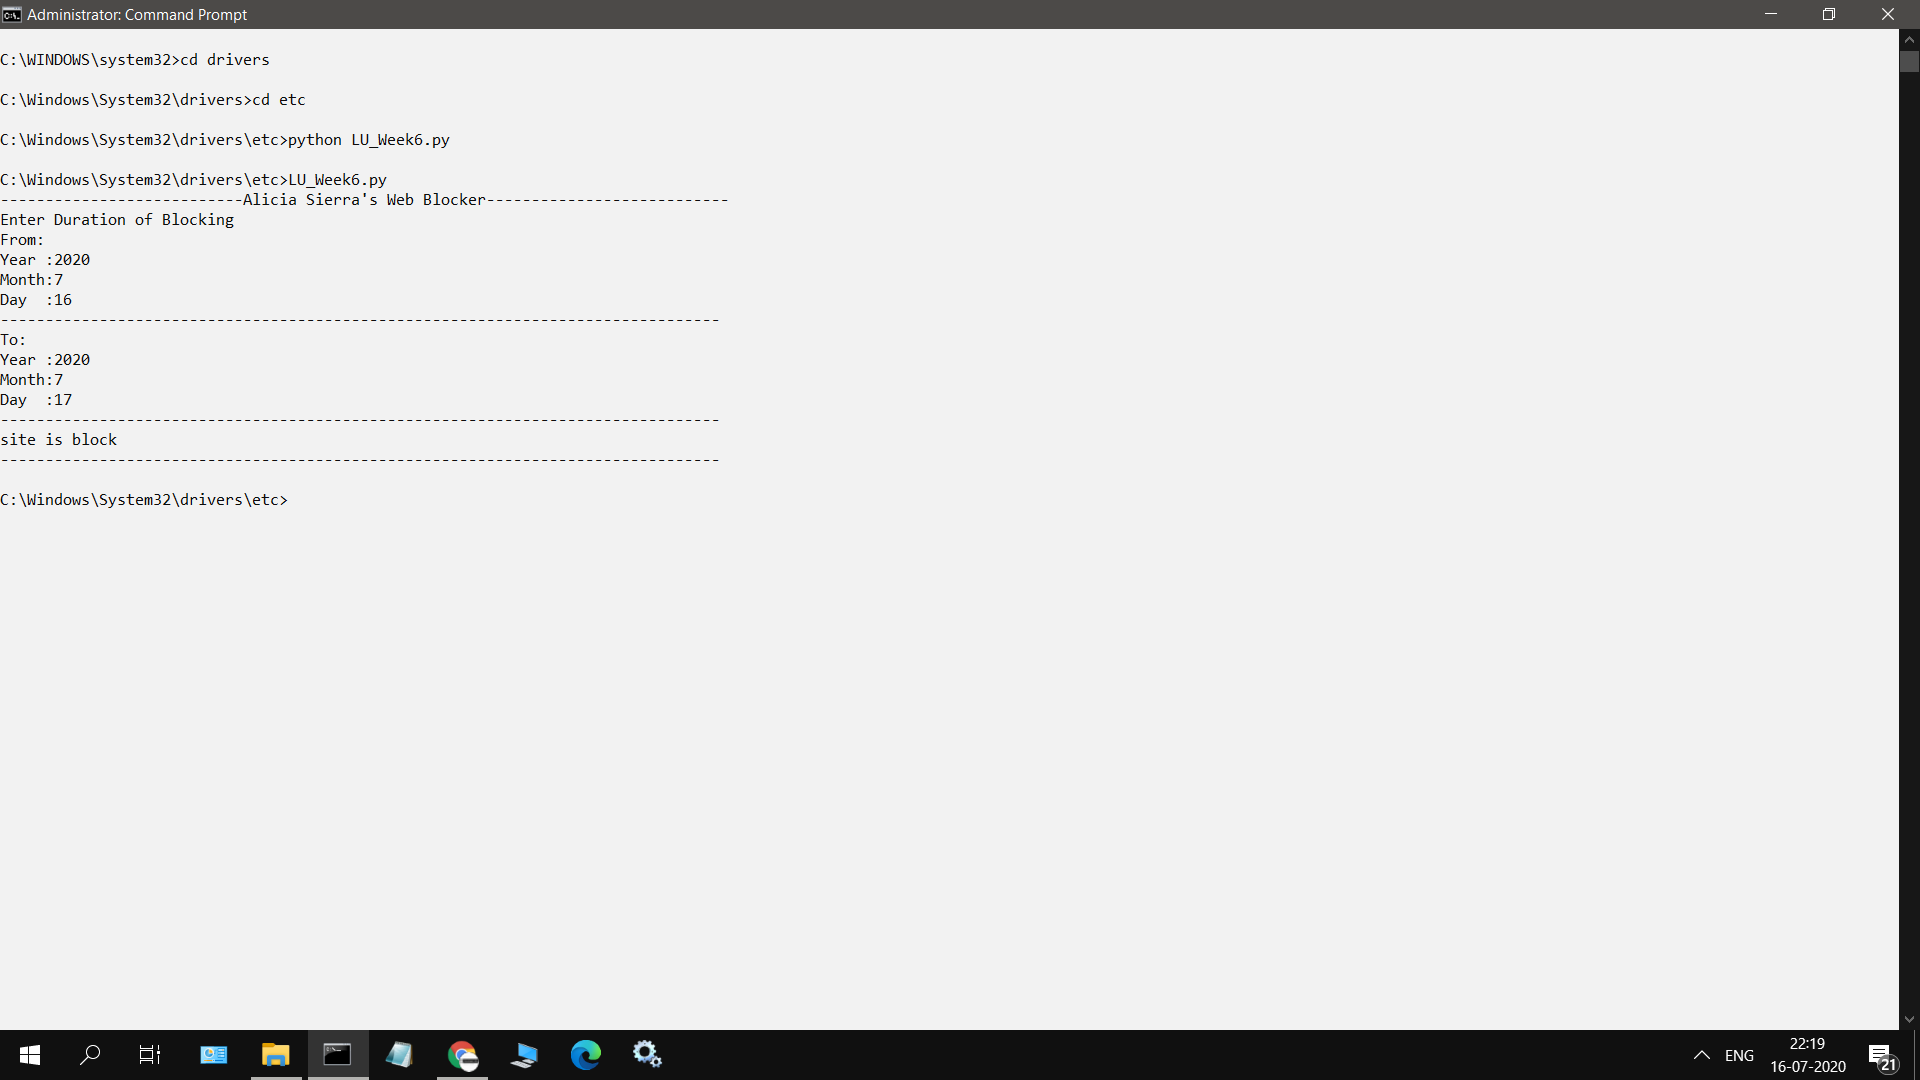 Administrator: Command Prompt
C:\WINDOWS\system32>cd drivers
C:\Windows\System32\drivers>cd etc
C:\Windows\System32\drivers\etc>python LU_Week6.py
C:\Windows\System32\drivers\etc>LU_Week6.py
---------------------------Alicia Sierra's Web Blocker---------------------------
Enter Duration of Blocking
From:
Year :2020
Month:7
Day  :16
--------------------------------------------------------------------------------
To:
Year :2020
Month:7
Day  :17
--------------------------------------------------------------------------------
site is block
--------------------------------------------------------------------------------
C:\Windows\System32\drivers\etc>
ENG
22:19
16-07-2020
21